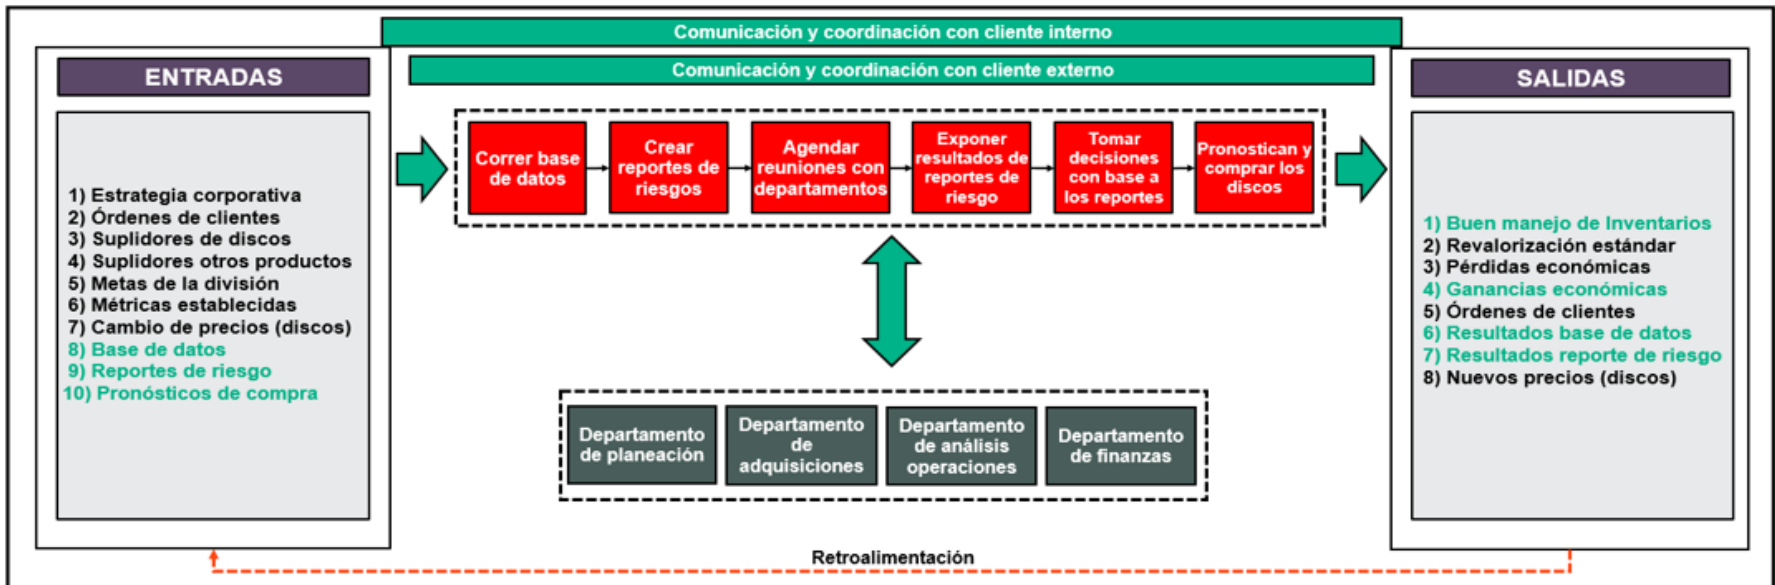 Comunicación y coordinación con cliente interno
Comunicación y coordinación con cliente externo
ENTRADAS
1) Estrategia corporativa
2) Órdenes de clientes
3) Suplidores de discos
4) Suplidores otros productos
5) Metas de la división
6) Métricas establecidas
7) Cambio de precios (discos)
8) Base de datos
9) Reportes de riesgo
10) Pronósticos de compra
Correr base
de datos
Crear
reportes de
riesgos
Agendar
reuniones con
departamentos
Exponer
resultados de
reportes de
riesgo
Tomar
decisiones
con base a
los reportes
Pronostican y
comprar los
discos
Departamento
de planeación
Departamento
de
adquisiciones
Departamento
de análisis
operaciones
Departamento
de finanzas
SALIDAS
1) Buen manejo de Inventarios
2) Revalorización estándar
3) Pérdidas económicas
4) Ganancias económicas
5) Órdenes de clientes
6) Resultados base de datos
7) Resultados reporte de riesgo
8) Nuevos precios (discos)
Retroalimentación